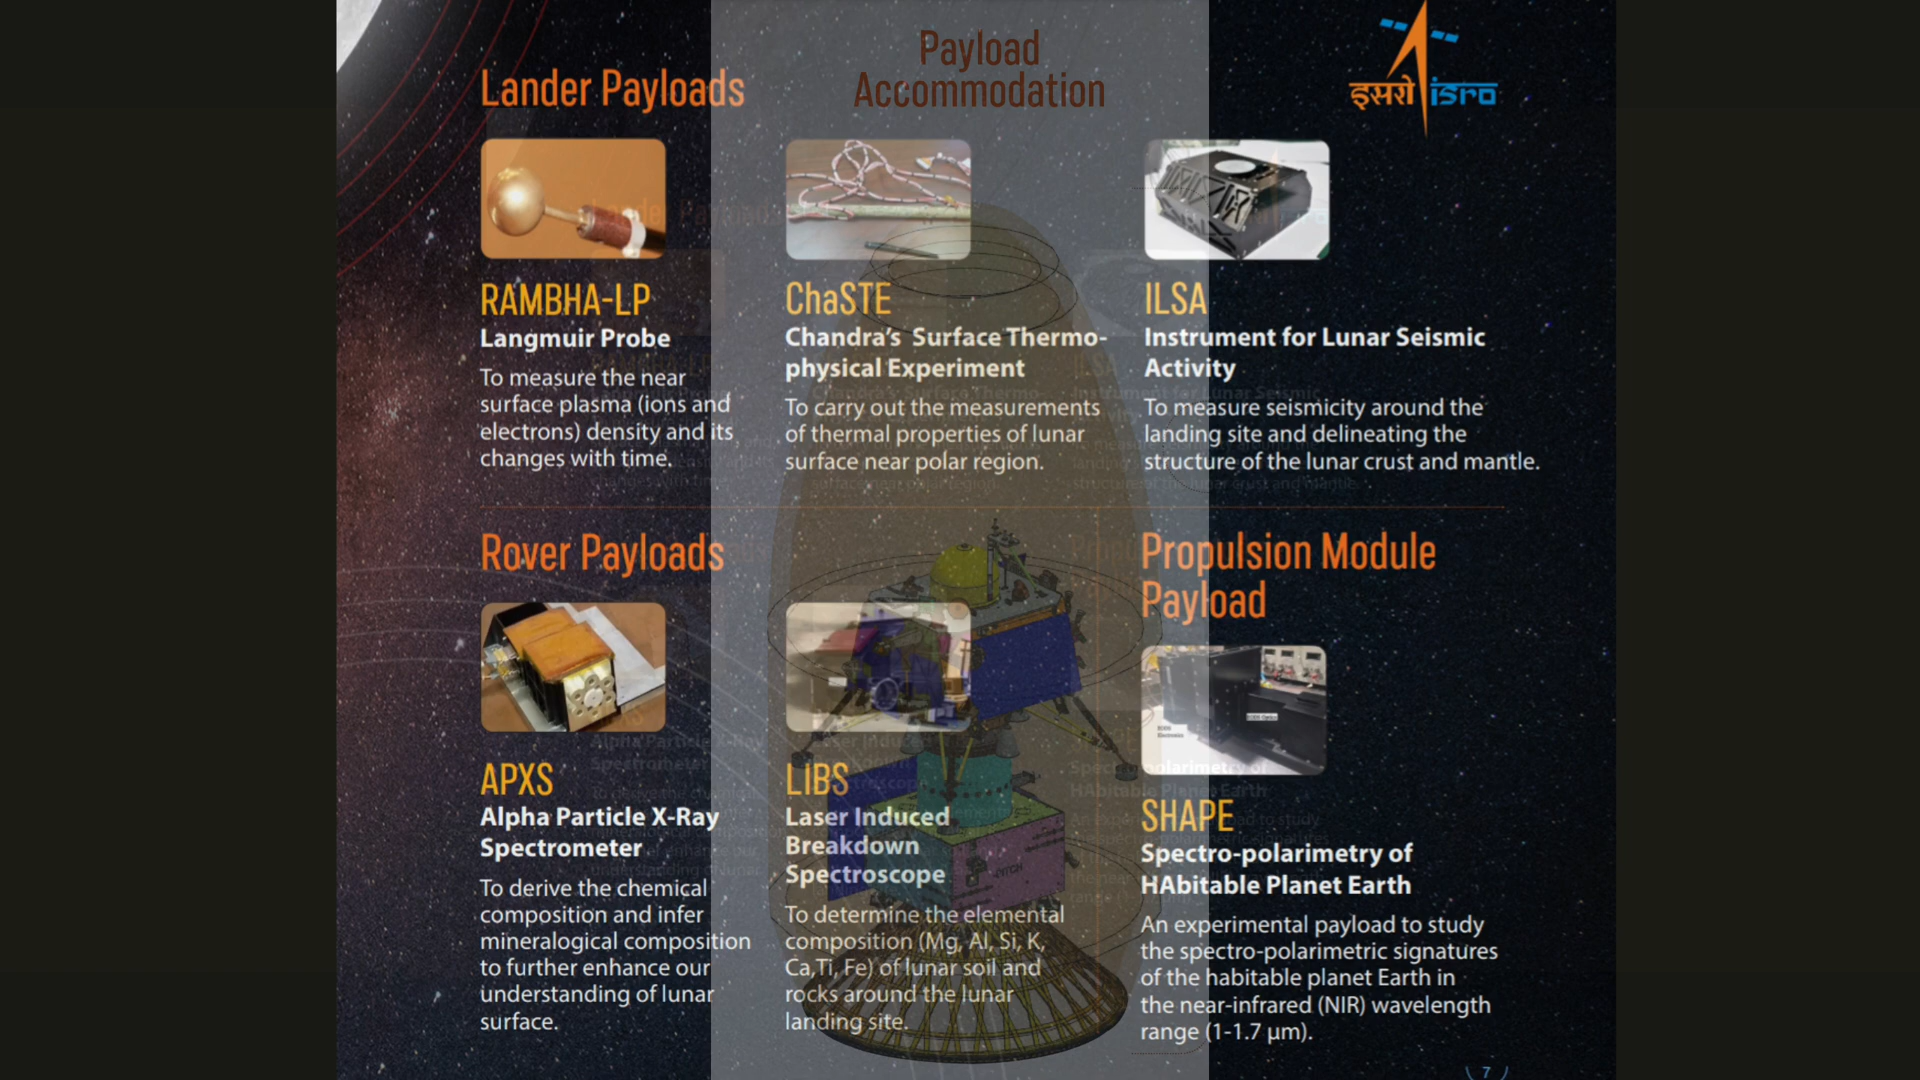 Payload
Accommodation
Lander Payloads
इसरो isro
RAMBHA-LP
Langmuir Probe
To measure the near
surface plasma (ions and
electrons) density and its
changes with time.
ChaSTE
Chandra's Surface Thermo-
physical Experiment
To carry out the measurements
of thermal properties of lunar
surface near polar region.
ILSA
Instrument for Lunar Seismic
Activity
To measure seismicity around the
landing site and delineating the
structure of the lunar crust and mantle.
Rover Payloads
APXS
Alpha Particle X-Ray
Spectrometer
To derive the chemical
composition and infer
mineralogical composition
to further enhance our
understanding of lunar
surface.
LIBS
Laser Induced
Breakdown
Spectroscope
To determine the elemental
composition (Mg, Al, Si, K,
Ca,Ti, Fe) of lunar soil and
rocks around the lunar
landing site.
Propulsion Module
Payload
SHAPE
Spectro-polarimetry of
HAbitable Planet Earth
An experimental payload to study
the spectro-polarimetric signatures
of the habitable planet Earth in
the near-infrared (NIR) wavelength
range (1-1.7 μm).
7